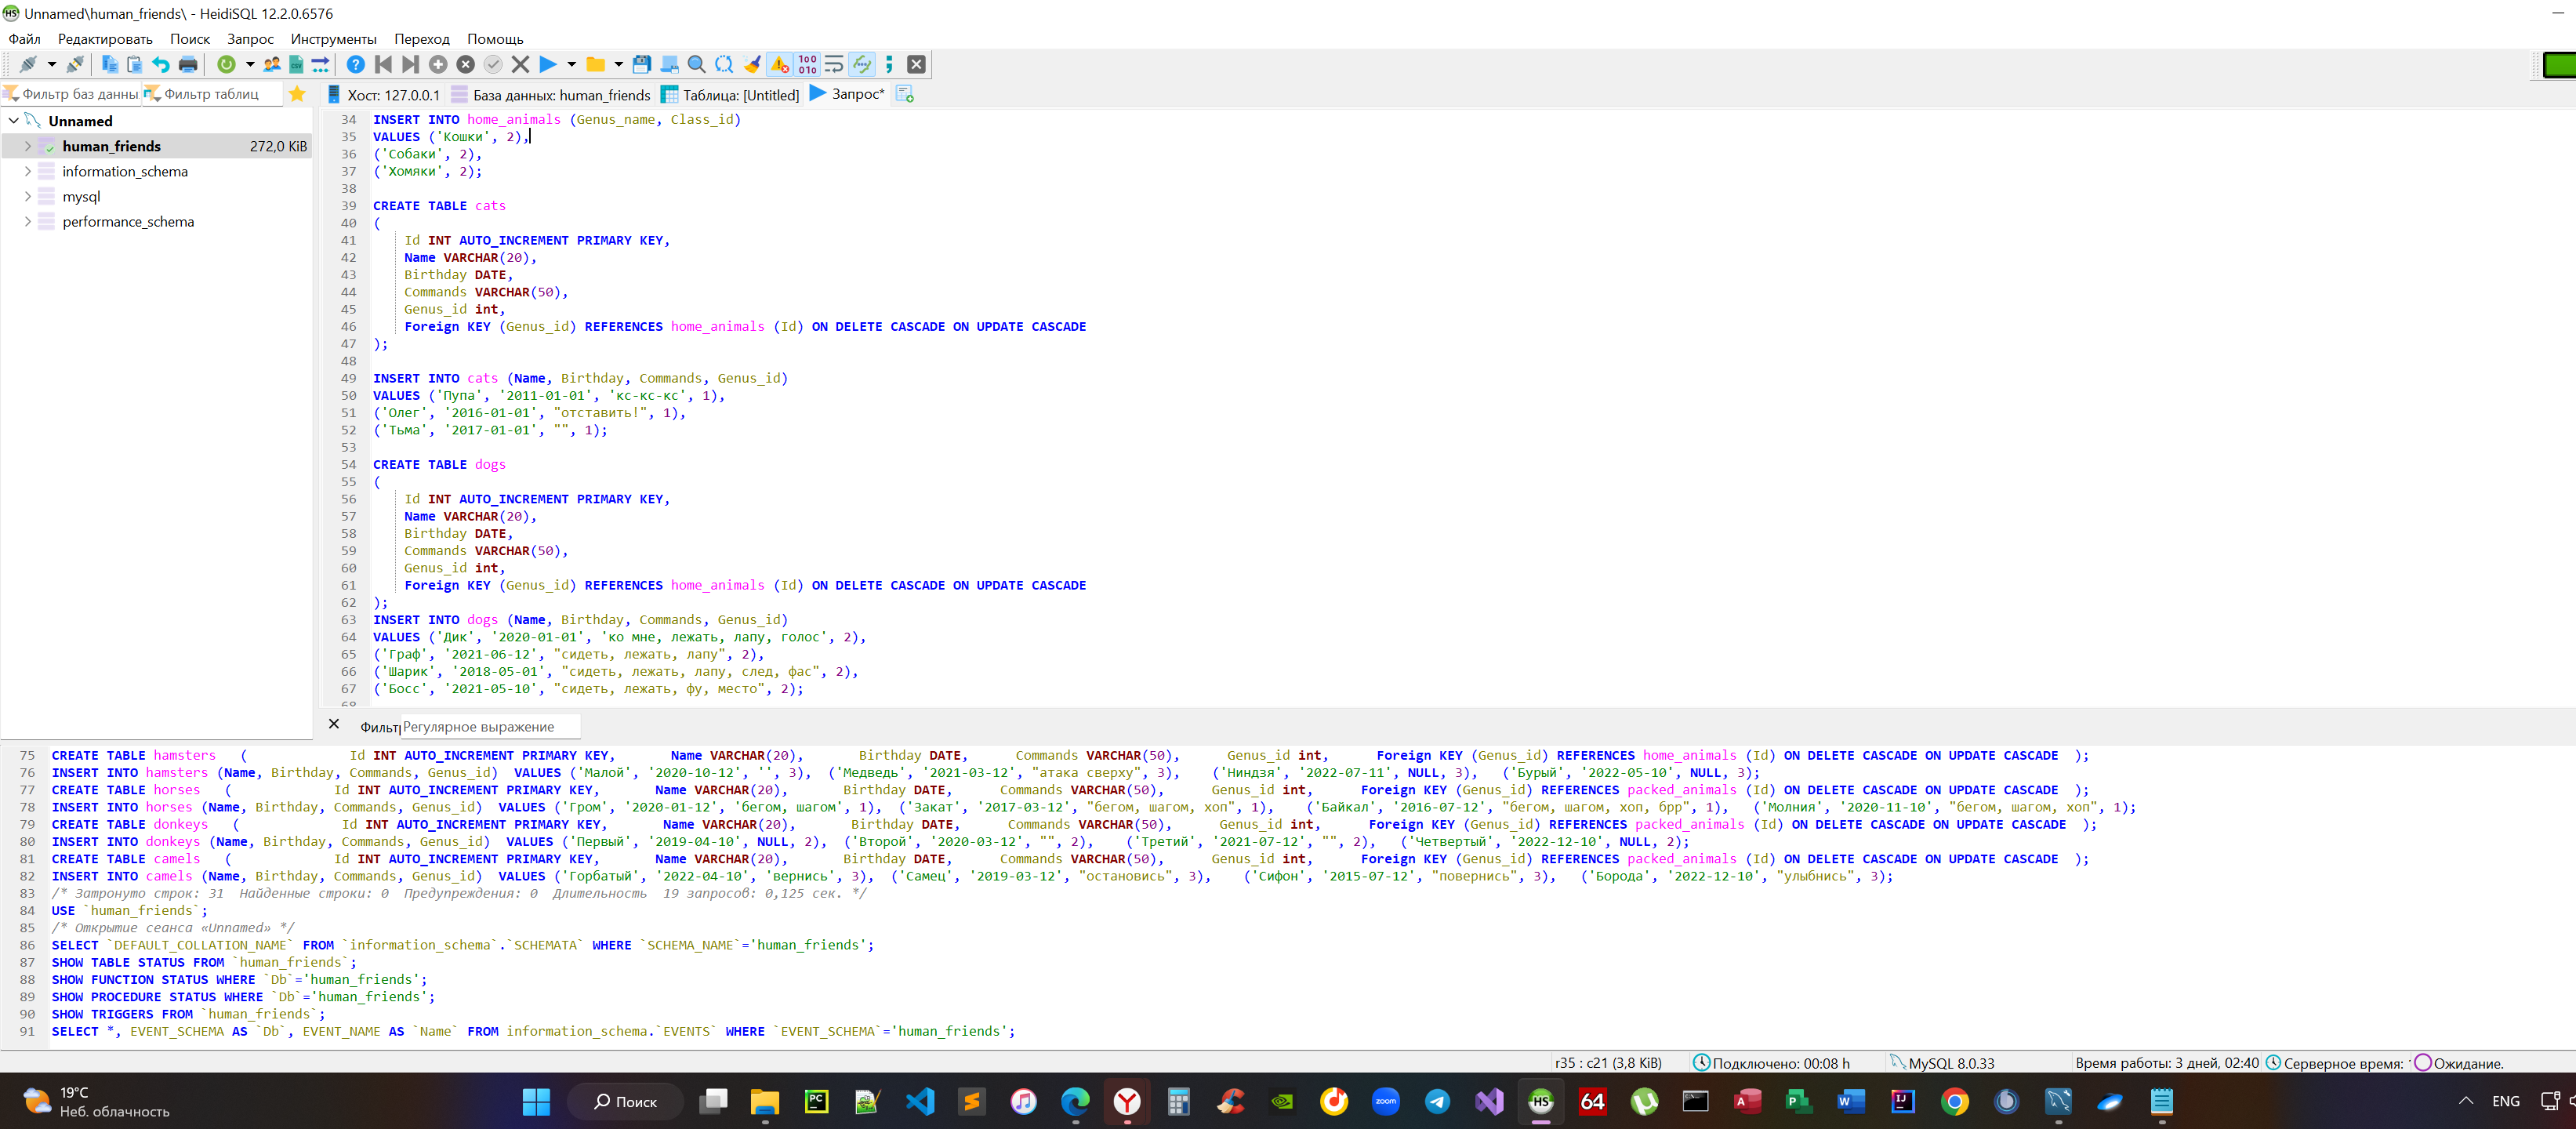 Unnamed\human_friends\ - HeidiSQL 12.2.0.6576
Файл Редактировать Поиск Запрос Инструменты Переход Помощь
Фильтр баз данны Фильтр таблиц
Хост: 127.0.0.1 База данных: human_friends Таблица: [Untitled] Запрос*
Unnamed
human_friends 272,0 KiB
information_schema
mysql
performance_schema
34 INSERT INTO home_animals (Genus_name, Class_id)
35 VALUES ('Кошки', 2),
36 ('Собаки', 2),
37 ('Хомяки', 2);
38
39 CREATE TABLE cats
40 (
41 Id INT AUTO_INCREMENT PRIMARY KEY,
42 Name VARCHAR(20),
43 Birthday DATE,
44 Commands VARCHAR(50),
45 Genus_id int,
46 Foreign KEY (Genus_id) REFERENCES home_animals (Id) ON DELETE CASCADE ON UPDATE CASCADE
47 );
48
49 INSERT INTO cats (Name, Birthday, Commands, Genus_id)
50 VALUES ('Пупа', '2011-01-01', 'кс-кс-кс', 1),
51 ('Олег', '2016-01-01', "отставить!", 1),
52 ('Тьма', '2017-01-01', "", 1);
53
54 CREATE TABLE dogs
55 (
56 Id INT AUTO_INCREMENT PRIMARY KEY,
57 Name VARCHAR(20),
58 Birthday DATE,
59 Commands VARCHAR(50),
60 Genus_id int,
61 Foreign KEY (Genus_id) REFERENCES home_animals (Id) ON DELETE CASCADE ON UPDATE CASCADE
62 );
63 INSERT INTO dogs (Name, Birthday, Commands, Genus_id)
64 VALUES ('Дик', '2020-01-01', 'ко мне, лежать, лапу, голос', 2),
65 ('Граф', '2021-06-12', "сидеть, лежать, лапу", 2),
66 ('Шарик', '2018-05-01', "сидеть, лежать, лапу, след, фас", 2),
67 ('Босс', '2021-05-10', "сидеть, лежать, фу, место", 2);
68
Фильт Регулярное выражение
75 CREATE TABLE hamsters ( Id INT AUTO_INCREMENT PRIMARY KEY, Name VARCHAR(20), Birthday DATE, Commands VARCHAR(50), Genus_id int, Foreign KEY (Genus_id) REFERENCES home_animals (Id) ON DELETE CASCADE ON UPDATE CASCADE );
76 INSERT INTO hamsters (Name, Birthday, Commands, Genus_id) VALUES ('Малой', '2020-10-12', '', 3), ('Медведь', '2021-03-12', "атака сверху", 3), ('Ниндзя', '2022-07-11', NULL, 3), ('Бурый', '2022-05-10', NULL, 3);
77 CREATE TABLE horses ( Id INT AUTO_INCREMENT PRIMARY KEY, Name VARCHAR(20), Birthday DATE, Commands VARCHAR(50), Genus_id int, Foreign KEY (Genus_id) REFERENCES packed_animals (Id) ON DELETE CASCADE ON UPDATE CASCADE );
78 INSERT INTO horses (Name, Birthday, Commands, Genus_id) VALUES ('Гром', '2020-01-12', 'бегом, шагом', 1), ('Закат', '2017-03-12', "бегом, шагом, хоп", 1), ('Байкал', '2016-07-12', "бегом, шагом, хоп, брр", 1), ('Молния', '2020-11-10', "бегом, шагом, хоп", 1);
79 CREATE TABLE donkeys ( Id INT AUTO_INCREMENT PRIMARY KEY, Name VARCHAR(20), Birthday DATE, Commands VARCHAR(50), Genus_id int, Foreign KEY (Genus_id) REFERENCES packed_animals (Id) ON DELETE CASCADE ON UPDATE CASCADE );
80 INSERT INTO donkeys (Name, Birthday, Commands, Genus_id) VALUES ('Первый', '2019-04-10', NULL, 2), ('Второй', '2020-03-12', "", 2), ('Третий', '2021-07-12', "", 2), ('Четвертый', '2022-12-10', NULL, 2);
81 CREATE TABLE camels ( Id INT AUTO_INCREMENT PRIMARY KEY, Name VARCHAR(20), Birthday DATE, Commands VARCHAR(50), Genus_id int, Foreign KEY (Genus_id) REFERENCES packed_animals (Id) ON DELETE CASCADE ON UPDATE CASCADE );
82 INSERT INTO camels (Name, Birthday, Commands, Genus_id) VALUES ('Горбатый', '2022-04-10', 'вернись', 3), ('Самец', '2019-03-12', "остановись", 3), ('Сифон', '2015-07-12', "повернись", 3), ('Борода', '2022-12-10', "улыбнись", 3);
83 /* Затронуто строк: 31 Найденные строки: 0 Предупреждения: 0 Длительность 19 запросов: 0,125 сек. */
84 USE `human_friends`;
85 /* Открытие сеанса «Unnamed» */
86 SELECT `DEFAULT_COLLATION_NAME` FROM `information_schema`.`SCHEMATA` WHERE `SCHEMA_NAME`='human_friends';
87 SHOW TABLE STATUS FROM `human_friends`;
88 SHOW FUNCTION STATUS WHERE `Db`='human_friends';
89 SHOW PROCEDURE STATUS WHERE `Db`='human_friends';
90 SHOW TRIGGERS FROM `human_friends`;
91 SELECT *, EVENT_SCHEMA AS `Db`, EVENT_NAME AS `Name` FROM information_schema.`EVENTS` WHERE `EVENT_SCHEMA`='human_friends';
r35 : c21 (3,8 KiB) Подключено: 00:08 h MySQL 8.0.33 Время работы: 3 дней, 02:40 Серверное время: Ожидание.
19°C
Неб. облачность
Поиск
zoom
64
ENG